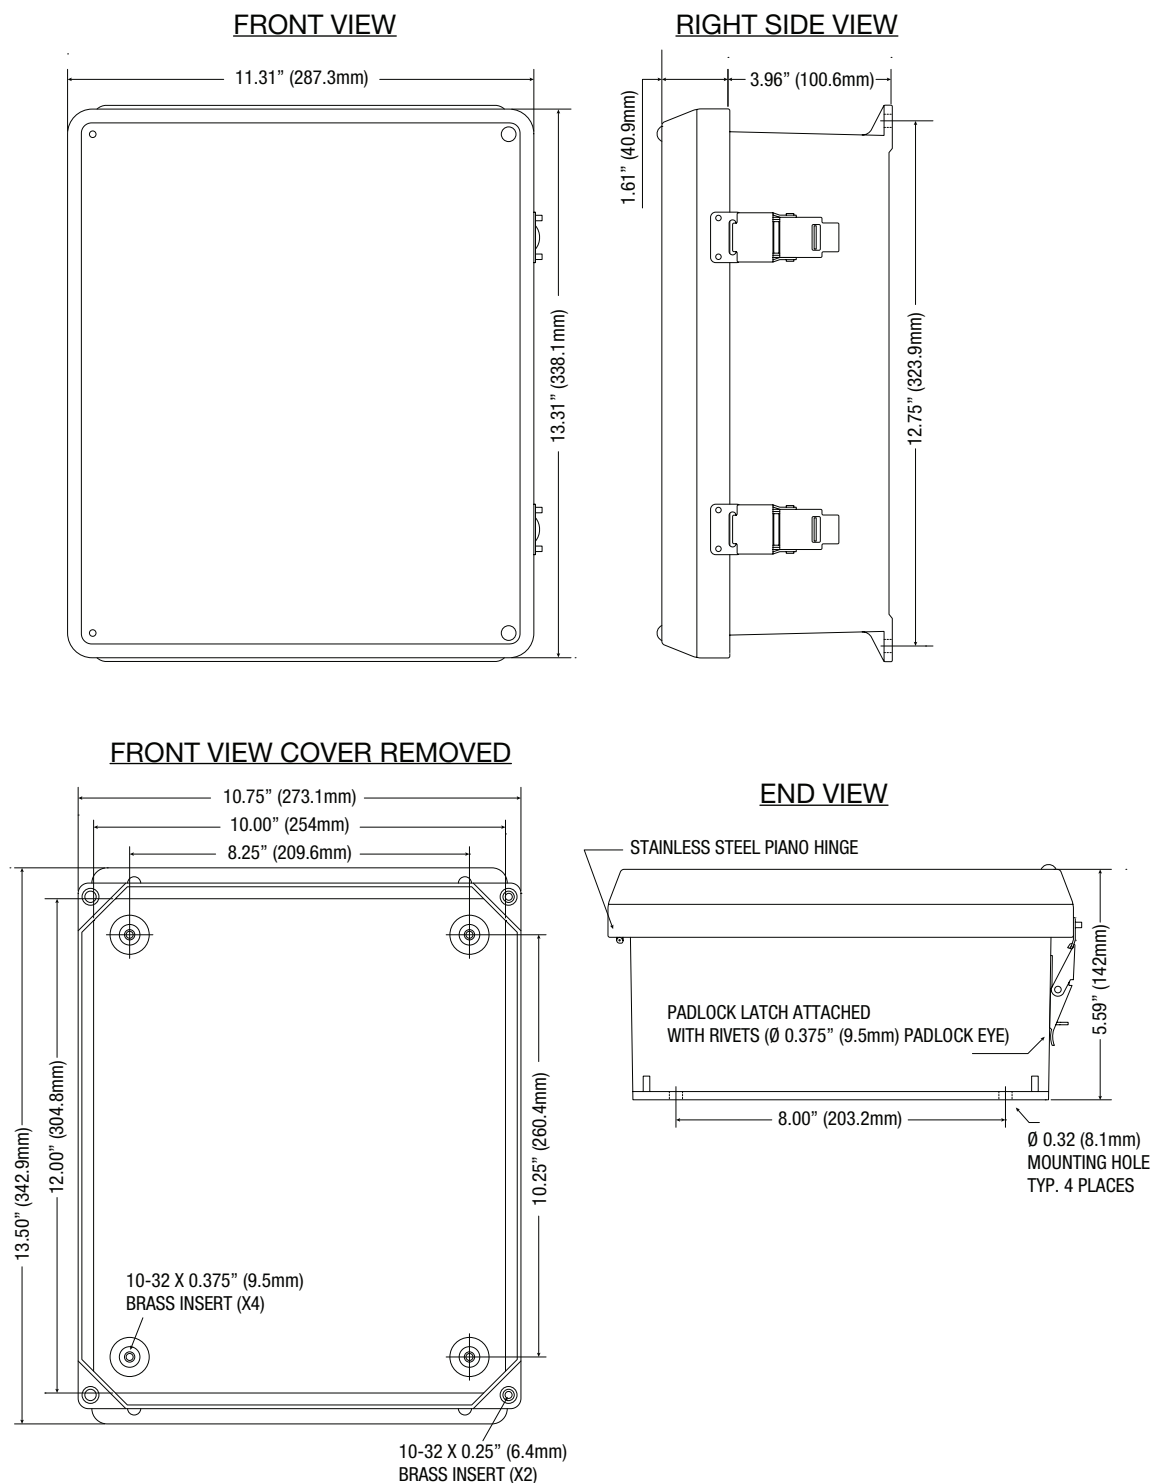 FRONT VIEW
RIGHT SIDE VIEW
11.31” (287.3mm)
3.96” (100.6mm)
1.61” (40.9mm)
13.31” (338.1mm)
12.75” (323.9mm)
FRONT VIEW COVER REMOVED
10.75” (273.1mm)
10.00” (254mm)
8.25” (209.6mm)
13.50” (342.9mm)
12.00” (304.8mm)
10.25” (260.4mm)
10-32 X 0.375” (9.5mm)
BRASS INSERT (X4)
10-32 X 0.25” (6.4mm)
BRASS INSERT (X2)
END VIEW
STAINLESS STEEL PIANO HINGE
PADLOCK LATCH ATTACHED
WITH RIVETS (Ø 0.375” (9.5mm) PADLOCK EYE)
5.59” (142mm)
8.00” (203.2mm)
Ø 0.32 (8.1mm)
MOUNTING HOLE
TYP. 4 PLACES